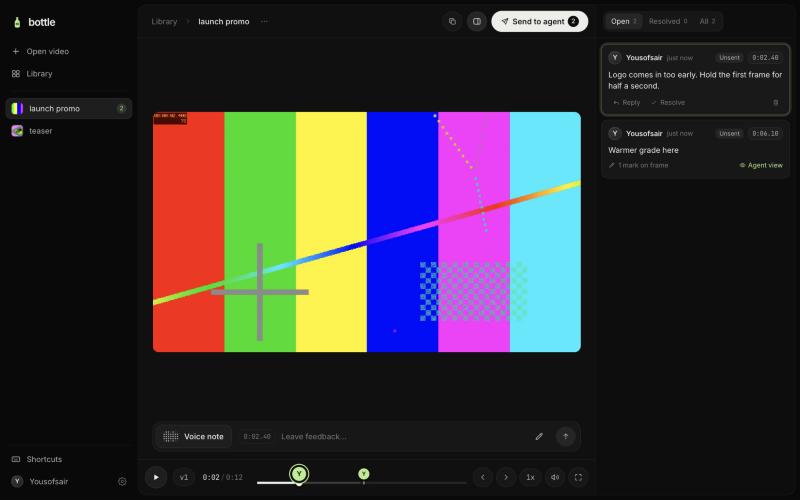 bottle
Open video
Library
launch promo 2
teaser
Shortcuts
Y Yousofsair
Library > launch promo ...
Send to agent 2
Voice note 0:02.40 Leave feedback...
v1 0:02 / 0:12 Y Y 1x
Open 2 Resolved 0 All 2
Y Yousofsair just now Unsent 0:02.40
Logo comes in too early. Hold the first frame for
half a second.
Reply Resolve
Y Yousofsair just now Unsent 0:06.10
Warmer grade here
1 mark on frame Agent view